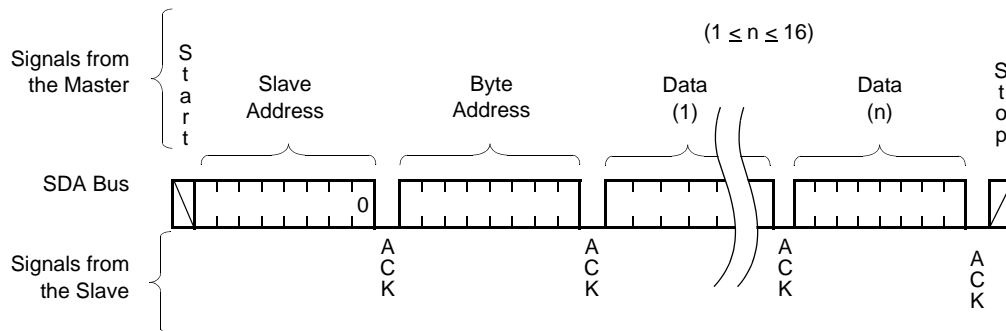 (1 ≤ n ≤ 16)
Signals from
the Master
Start
Slave
Address
Byte
Address
Data
(1)
Data
(n)
Stop
SDA Bus
0
Signals from
the Slave
ACK
ACK
ACK
ACK